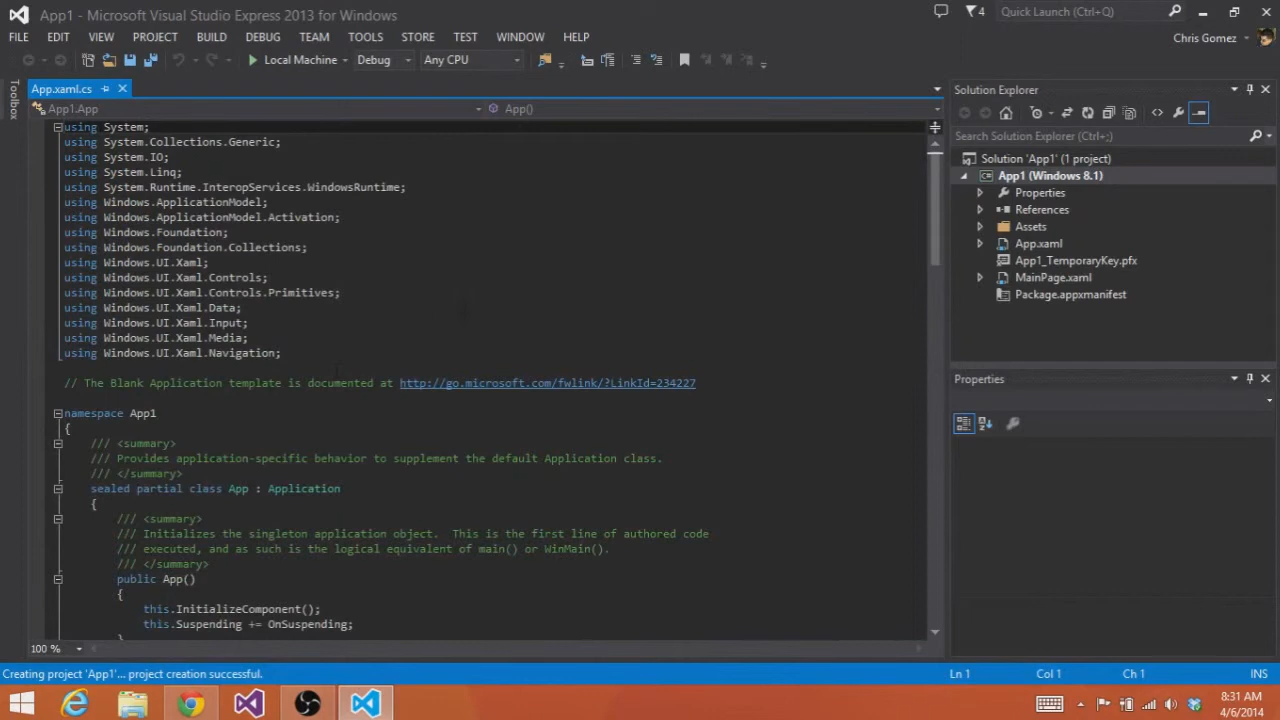 App1 - Microsoft Visual Studio Express 2013 for Windows
4
Quick Launch (Ctrl+Q)
FILE EDIT VIEW PROJECT BUILD DEBUG TEAM TOOLS STORE TEST WINDOW HELP
Chris Gomez
Local Machine Debug Any CPU
Toolbox
App.xaml.cs
App1.App
App()
using System;
using System.Collections.Generic;
using System.IO;
using System.Linq;
using System.Runtime.InteropServices.WindowsRuntime;
using Windows.ApplicationModel;
using Windows.ApplicationModel.Activation;
using Windows.Foundation;
using Windows.Foundation.Collections;
using Windows.UI.Xaml;
using Windows.UI.Xaml.Controls;
using Windows.UI.Xaml.Controls.Primitives;
using Windows.UI.Xaml.Data;
using Windows.UI.Xaml.Input;
using Windows.UI.Xaml.Media;
using Windows.UI.Xaml.Navigation;
// The Blank Application template is documented at http://go.microsoft.com/fwlink/?LinkId=234227
namespace App1
{
/// <summary>
/// Provides application-specific behavior to supplement the default Application class.
/// </summary>
sealed partial class App : Application
{
/// <summary>
/// Initializes the singleton application object.  This is the first line of authored code
/// executed, and as such is the logical equivalent of main() or WinMain().
/// </summary>
public App()
{
this.InitializeComponent();
this.Suspending += OnSuspending;
}
100 %
Solution Explorer
Search Solution Explorer (Ctrl+;)
Solution 'App1' (1 project)
App1 (Windows 8.1)
Properties
References
Assets
App.xaml
App1_TemporaryKey.pfx
MainPage.xaml
Package.appxmanifest
Properties
Creating project 'App1'... project creation successful.
Ln 1 Col 1 Ch 1 INS
8:31 AM
4/6/2014